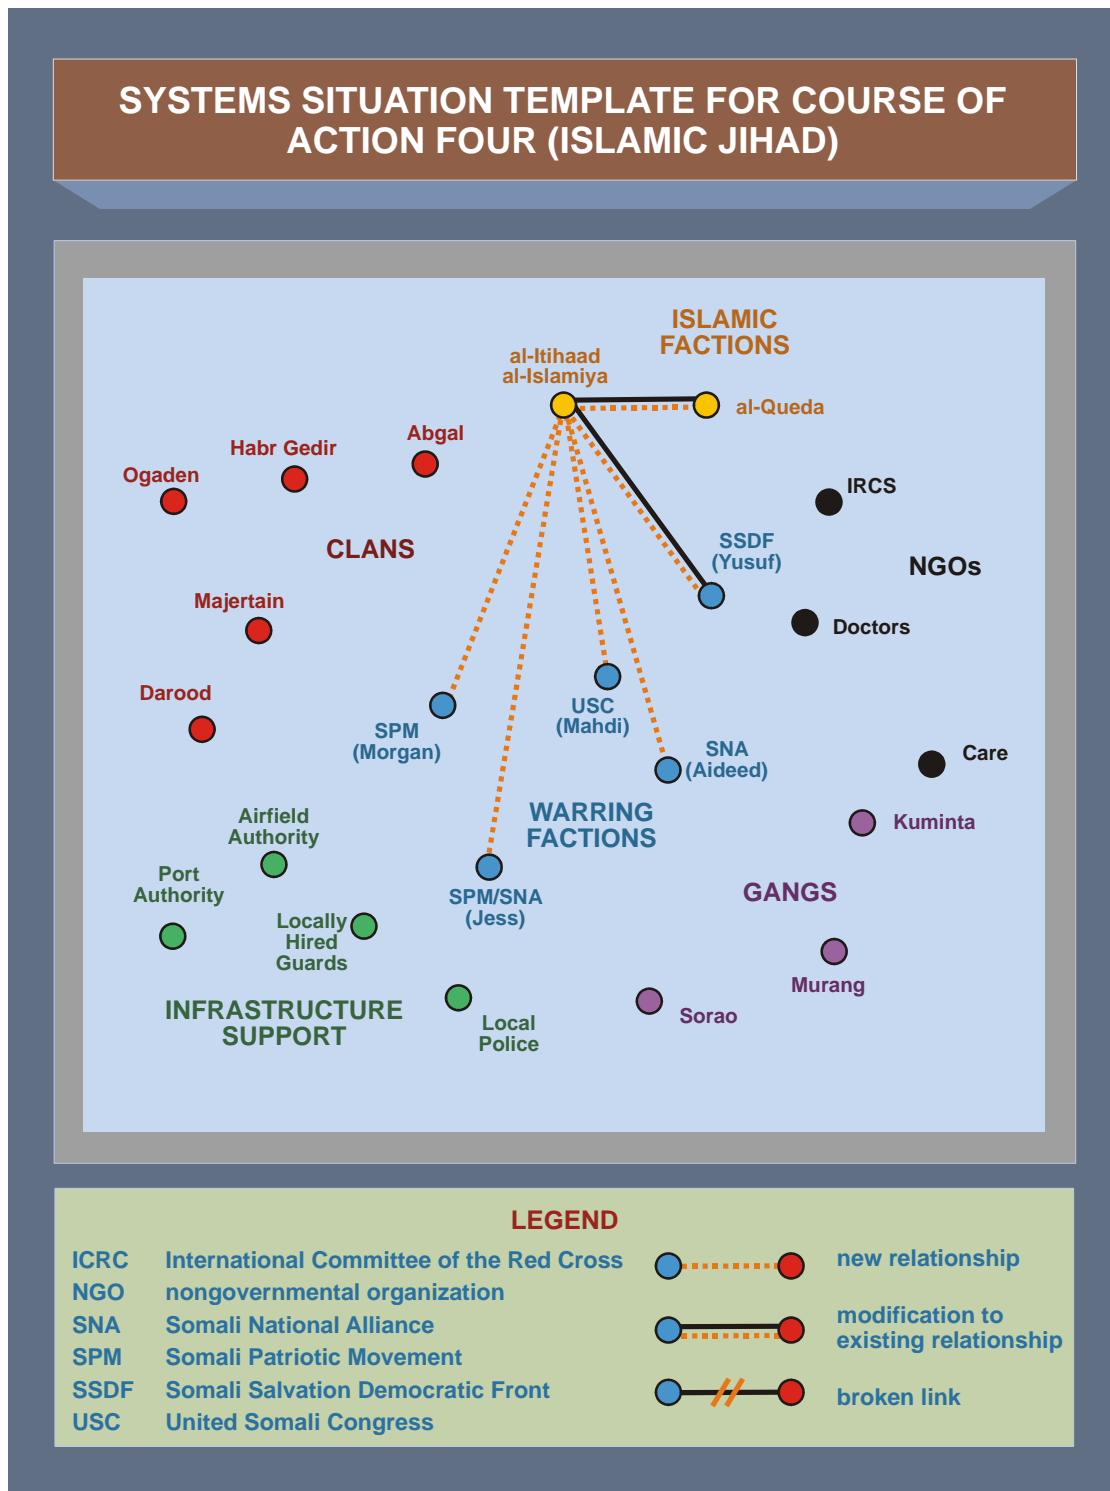 SYSTEMS SITUATION TEMPLATE FOR COURSE OF
ACTION FOUR (ISLAMIC JIHAD)
ISLAMIC
FACTIONS
al-Itihaad
al-Islamiya
al-Queda
Abgal
Habr Gedir
Ogaden
IRCS
CLANS
SSDF
(Yusuf)
NGOs
Majertain
Doctors
Darood
SPM
(Morgan)
USC
(Mahdi)
SNA
(Aideed)
Care
WARRING
FACTIONS
Kuminta
Airfield
Authority
Port
Authority
SPM/SNA
(Jess)
GANGS
Locally
Hired
Guards
Murang
INFRASTRUCTURE
SUPPORT
Local
Police
Sorao
LEGEND
ICRC International Committee of the Red Cross
NGO nongovernmental organization
SNA Somali National Alliance
SPM Somali Patriotic Movement
SSDF Somali Salvation Democratic Front
USC United Somali Congress
new relationship
modification to
existing relationship
broken link